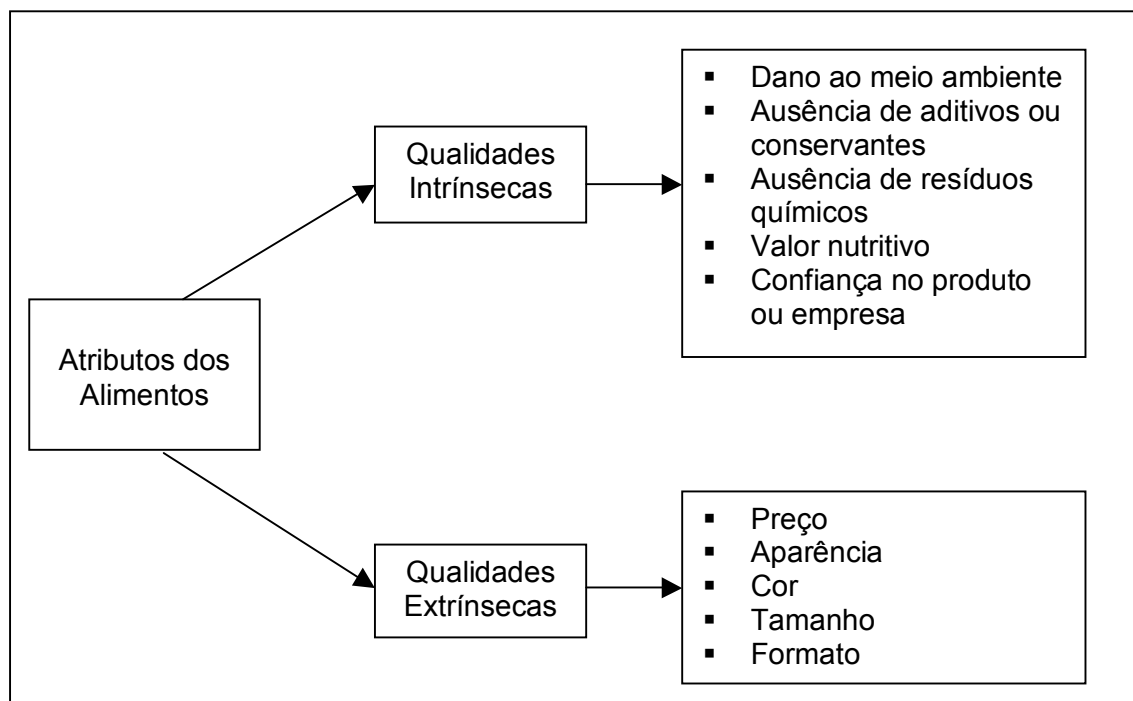 Atributos dos
Alimentos
Qualidades
Intrínsecas
▪ Dano ao meio ambiente
▪ Ausência de aditivos ou
conservantes
▪ Ausência de resíduos
químicos
▪ Valor nutritivo
▪ Confiança no produto
ou empresa
Qualidades
Extrínsecas
▪ Preço
▪ Aparência
▪ Cor
▪ Tamanho
▪ Formato